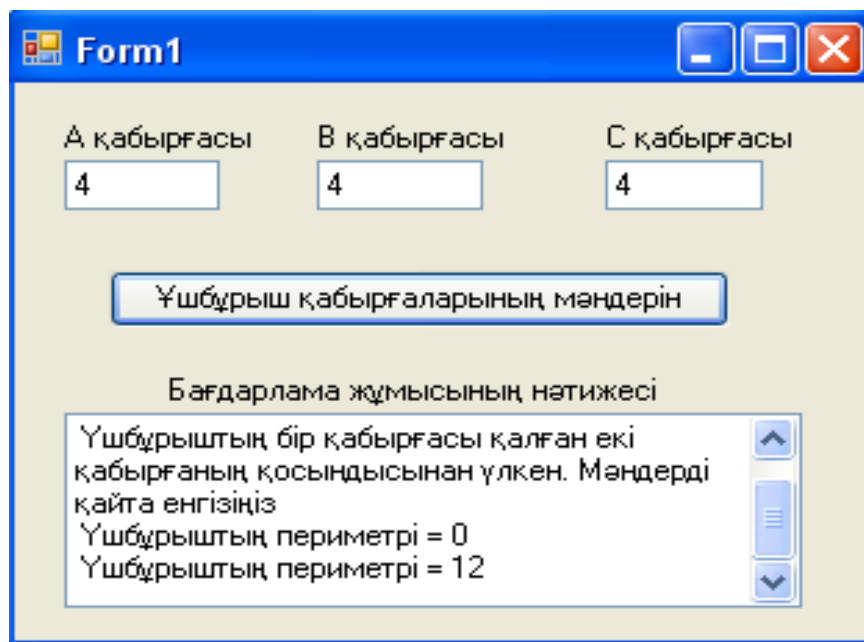 Form1
А қабырғасы В қабырғасы С қабырғасы
4 4 4
Ұшбұрыш қабырғаларының мәндерін
Бағдарлама жұмысының нәтижесі
Үшбұрыштың бір қабырғасы қалған екі
қабырғаның қосындысынан үлкен. Мәндерді
қайта енгізіңіз
Үшбұрыштың периметрі = 0
Үшбұрыштың периметрі = 12